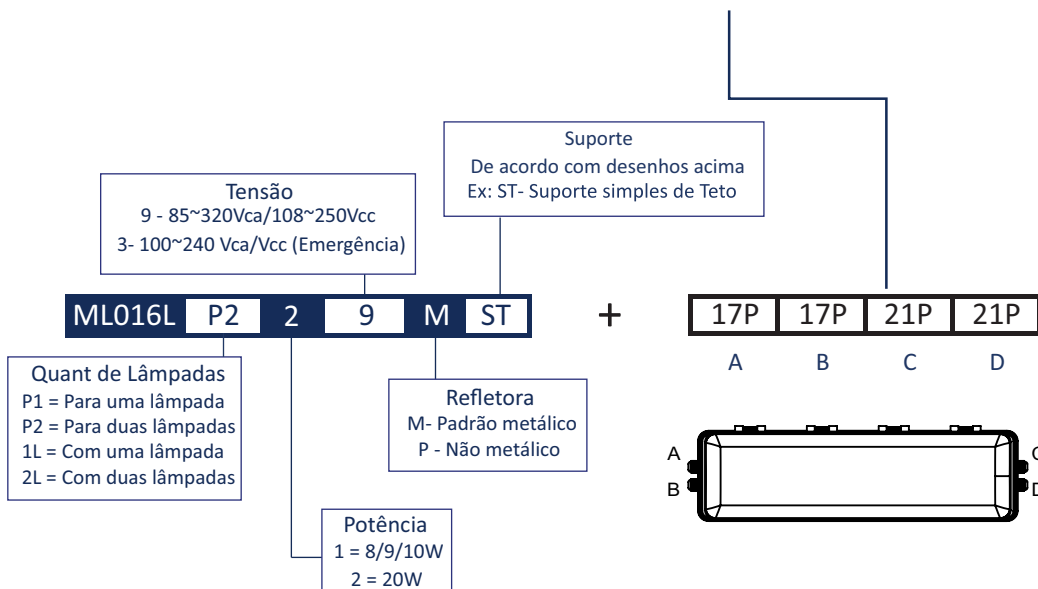 Suporte
De acordo com desenhos acima
Ex: ST- Suporte simples de Teto
Tensão
9 - 85~320Vca/108~250Vcc
3- 100~240 Vca/Vcc (Emergência)
ML016L P2 2 9 M ST + 17P 17P 21P 21P
A B C D
Quant de Lâmpadas
P1 = Para uma lâmpada
P2 = Para duas lâmpadas
1L = Com uma lâmpada
2L = Com duas lâmpadas
Refletora
M- Padrão metálico
P - Não metálico
A C
B D
Potência
1 = 8/9/10W
2 = 20W